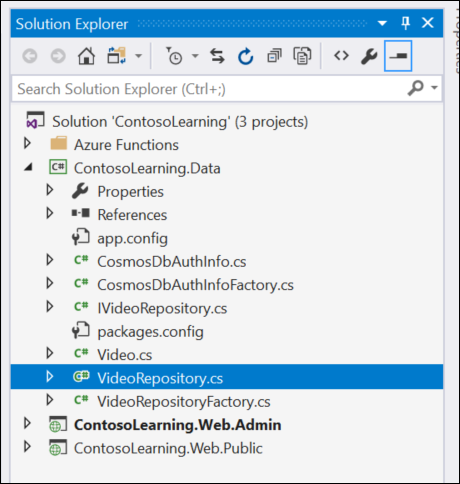 Solution Explorer
Search Solution Explorer (Ctrl+;)
Solution 'ContosoLearning' (3 projects)
Azure Functions
C# ContosoLearning.Data
Properties
References
app.config
C# CosmosDbAuthInfo.cs
C# CosmosDbAuthInfoFactory.cs
C# IVideoRepository.cs
packages.config
C# Video.cs
C# VideoRepository.cs
C# VideoRepositoryFactory.cs
ContosoLearning.Web.Admin
ContosoLearning.Web.Public